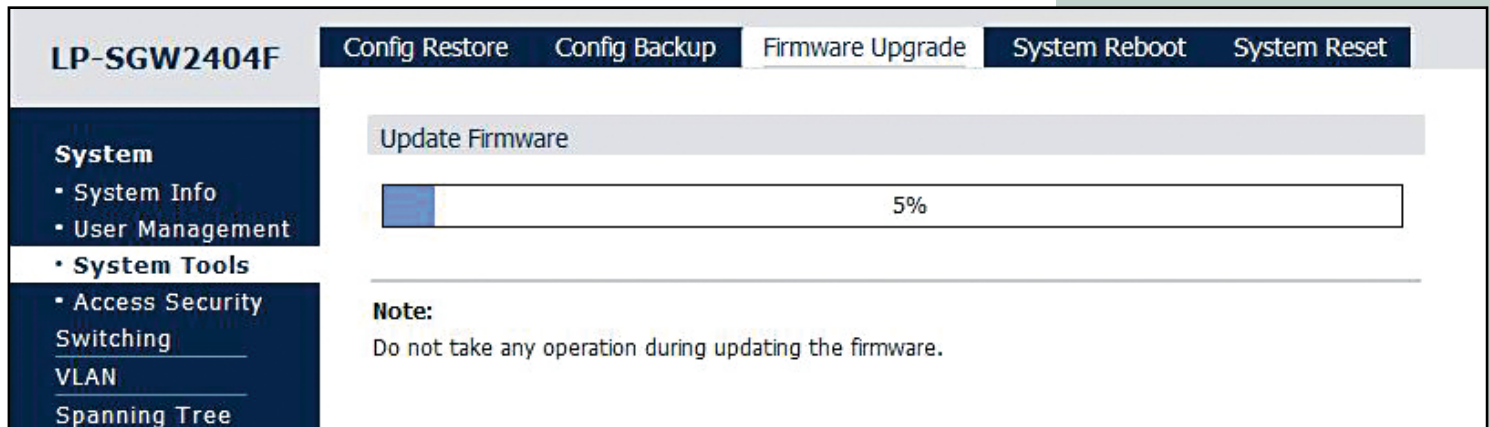 LP-SGW2404F
Config Restore Config Backup Firmware Upgrade System Reboot System Reset
System
• System Info
• User Management
• System Tools
• Access Security
Switching
VLAN
Spanning Tree
Update Firmware
5%
Note:
Do not take any operation during updating the firmware.